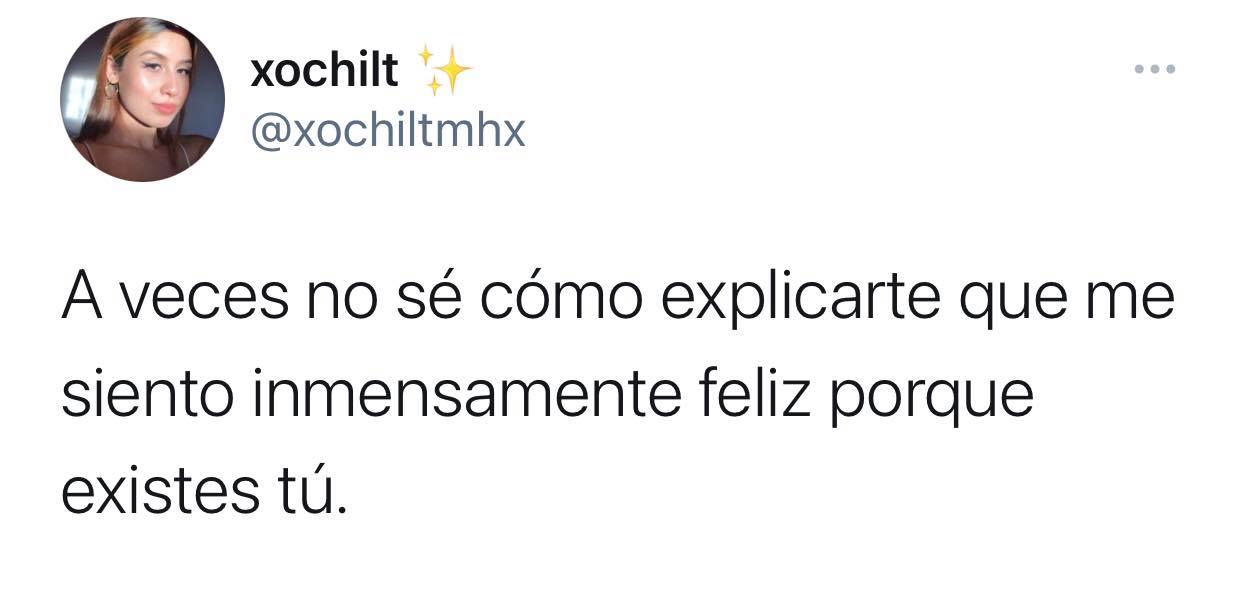 xochilt ✨
@xochiltmhx
A veces no sé cómo explicarte que me
siento inmensamente feliz porque
existes tú.